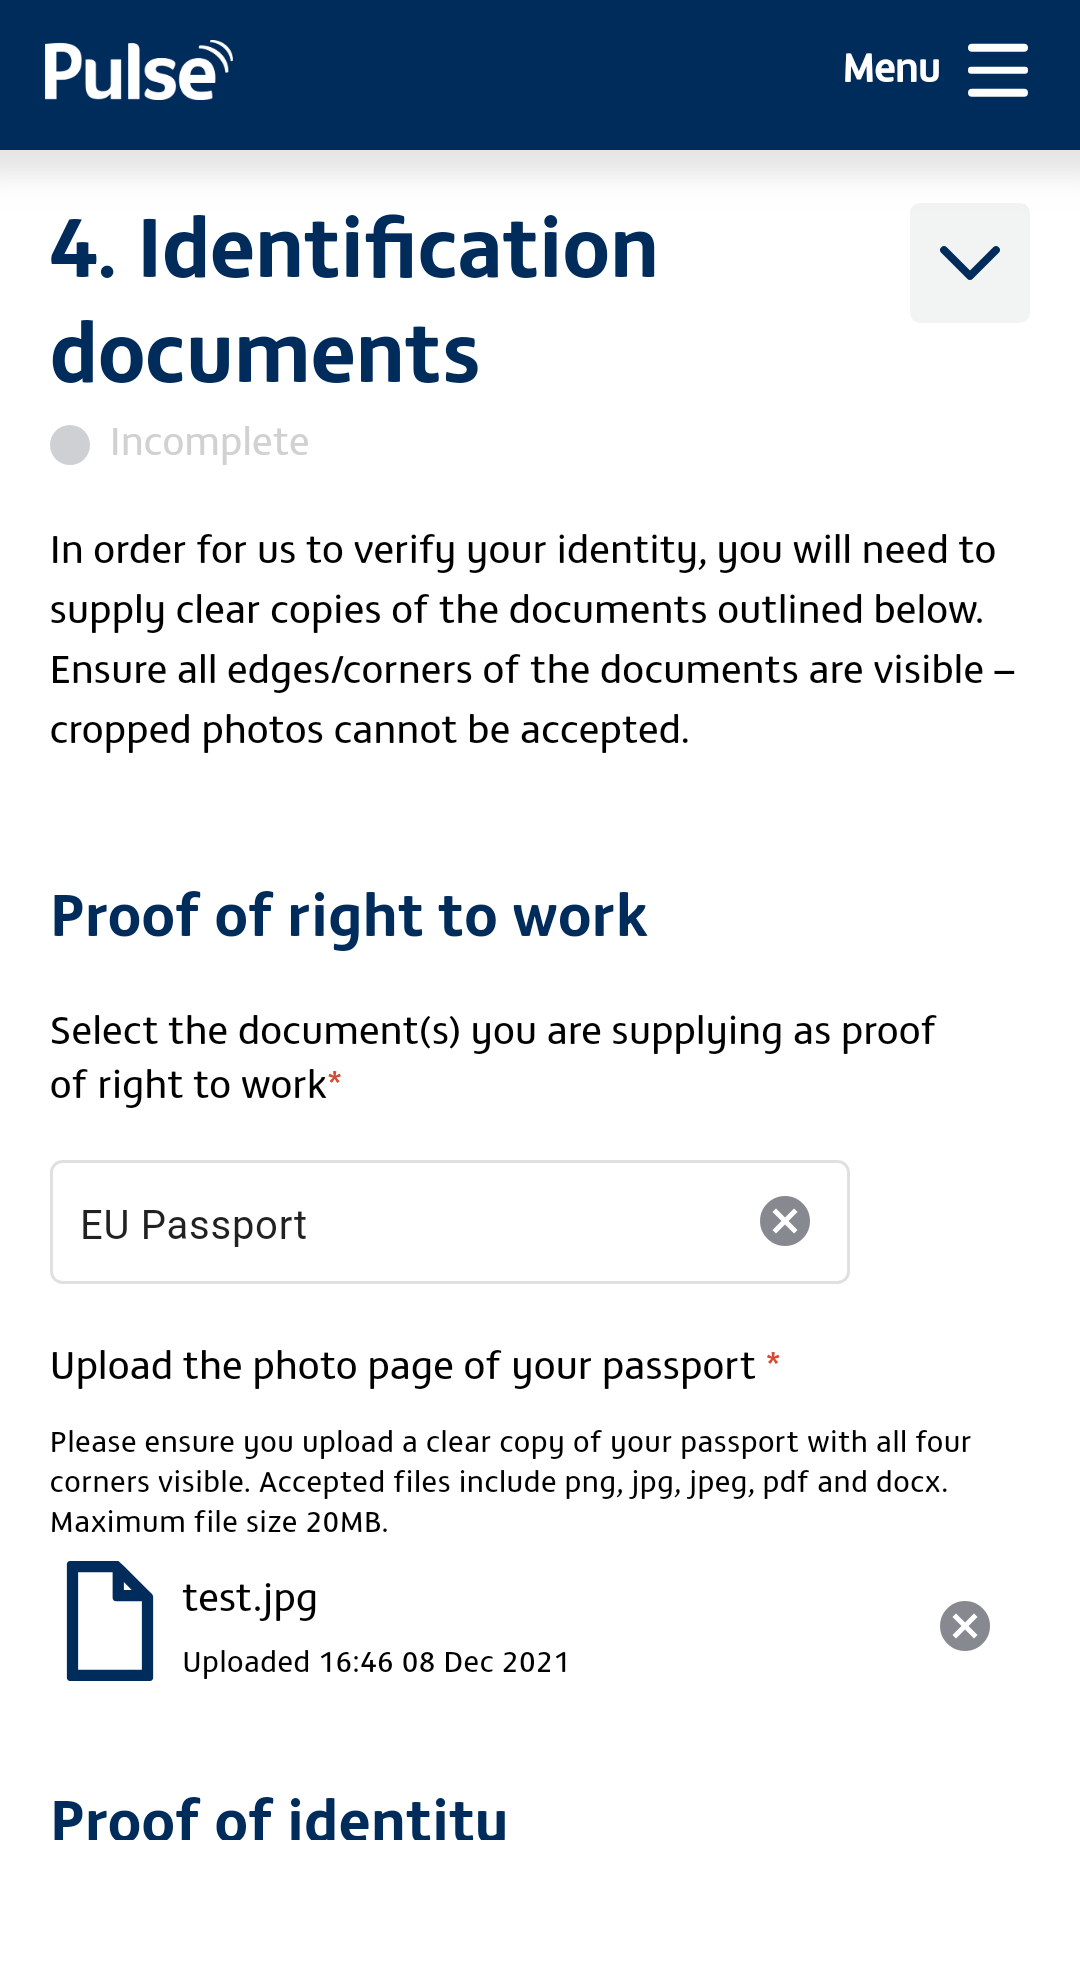 Pulse
Menu
4. Identification
documents
Incomplete
In order for us to verify your identity, you will need to
supply clear copies of the documents outlined below.
Ensure all edges/corners of the documents are visible –
cropped photos cannot be accepted.
Proof of right to work
Select the document(s) you are supplying as proof
of right to work*
EU Passport
Upload the photo page of your passport *
Please ensure you upload a clear copy of your passport with all four
corners visible. Accepted files include png, jpg, jpeg, pdf and docx.
Maximum file size 20MB.
test.jpg
Uploaded 16:46 08 Dec 2021
Proof of identity